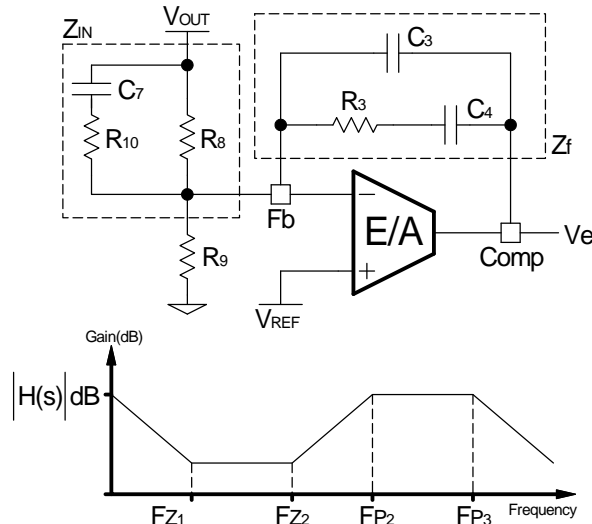 ZIN
VOUT
C3
C7
R3
C4
R10
R8
Zf
Fb
E/A
Ve
R9
Comp
VREF
Gain(dB)
|H(s)|dB
FZ1
FZ2
FP2
FP3
Frequency